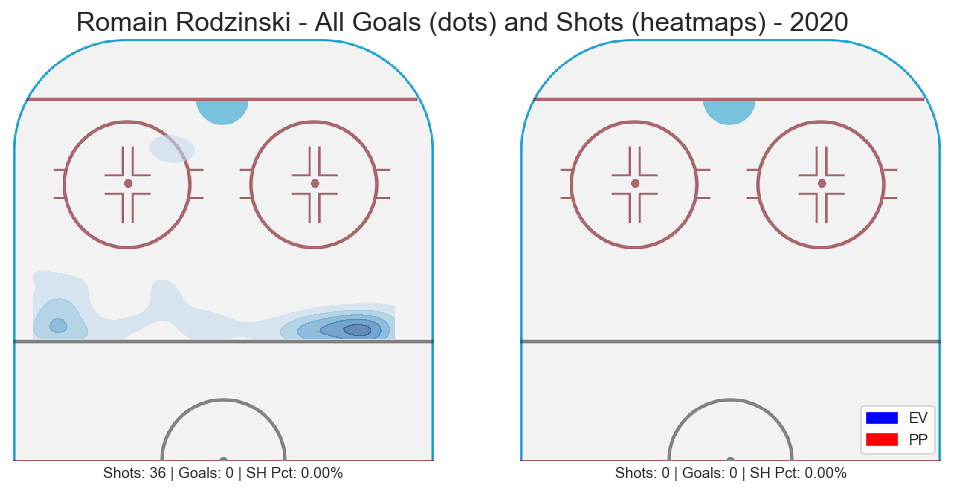 Romain Rodzinski - All Goals (dots) and Shots (heatmaps) - 2020
EV
PP
Shots: 36 | Goals: 0 | SH Pct: 0.00%
Shots: 0 | Goals: 0 | SH Pct: 0.00%